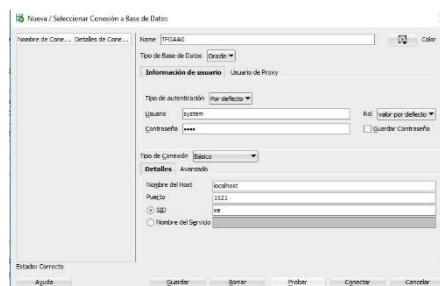 Nueva / Seleccionar Conexión a Base de Datos
Nombre de Cone... Detalles de Cone...
Name TFGAAG Color
Tipo de Base de Datos Oracle
Información de usuario Usuario de Proxy
Tipo de autenticación Por defecto
Usuario system Rol valor por defecto
Contraseña •••• Guardar Contraseña
Tipo de Conexión Básico
Detalles Avanzado
Nombre del Host localhost
Puerto 1521
SID xe
Nombre del Servicio
Estado: Correcto
Ayuda Guardar Borrar Probar Conectar Cancelar